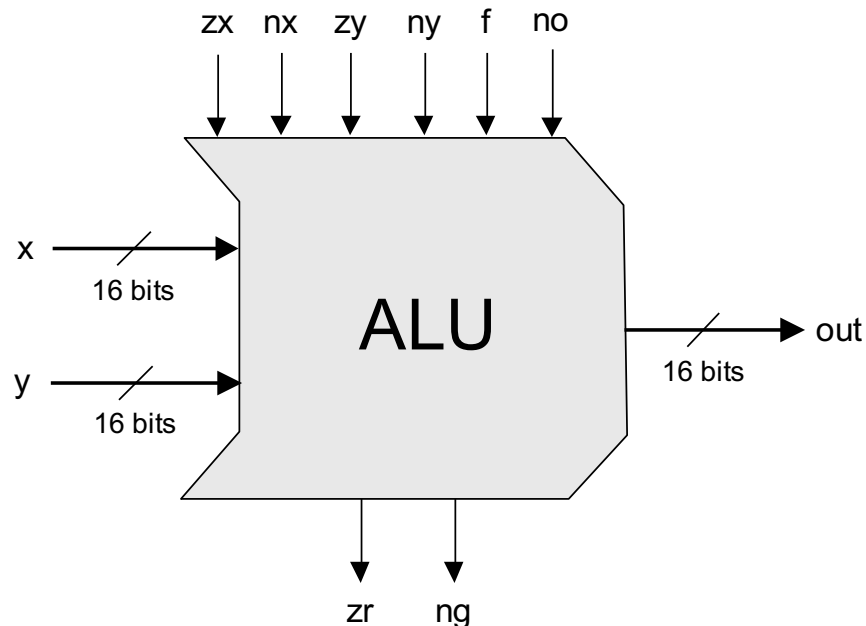 zx nx zy ny f no
x
16 bits
ALU
out
16 bits
y
16 bits
zr ng